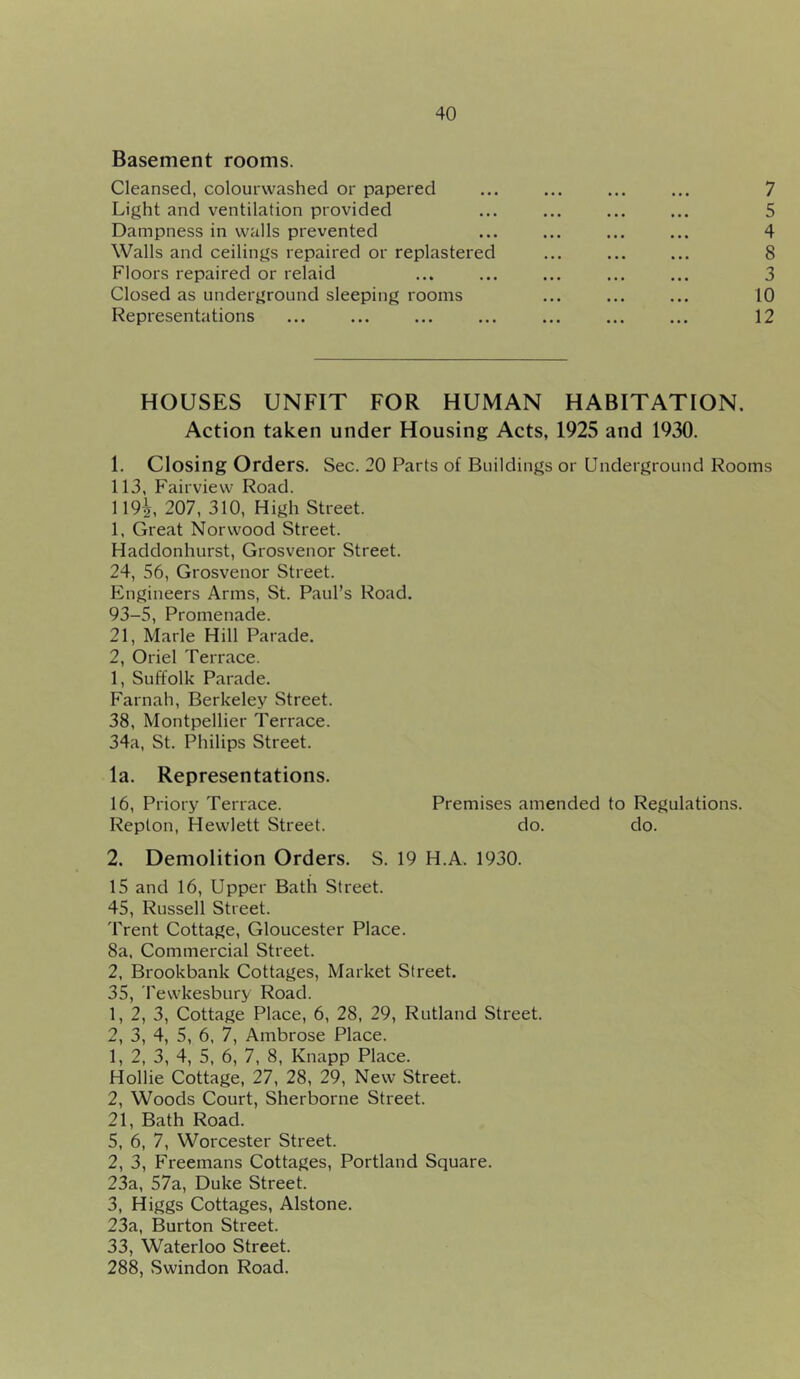 40
Basement rooms.
Cleansed, colourwashed or papered ... ... ... ... 7
Light and ventilation provided ... ... ... ... 5
Dampness in walls prevented ... ... ... ... 4
Walls and ceilings repaired or replastered ... ... ... 8
Floors repaired or relaid ... ... ... ... ... 3
Closed as underground sleeping rooms ... ... ... 10
Representations ... ... ... ... ... ... ... 12
HOUSES UNFIT FOR HUMAN HABITATION.
Action taken under Housing Acts, 1925 and 1930.
1. Closing Orders. Sec. 20 Parts of Buildings or Underground Rooms
113, Fairview Road.
119½, 207, 310, High Street.
1, Great Norwood Street.
Haddonhurst, Grosvenor Street.
24, 56, Grosvenor Street.
Engineers Arms, St. Paul's Road.
93-5, Promenade.
21, Marle Hill Parade.
2, Oriel Terrace.
1, Suffolk Parade.
Farnah, Berkeley Street.
38, Montpellier Terrace.
34a, St. Philips Street.
1a. Representations.
16, Priory Terrace. Premises amended to Regulations.
Repton, Hewlett Street. do. do.
2. Demolition Orders. S. 19 H.A. 1930.
15 and 16, Upper Bath Street.
45, Russell Street.
Trent Cottage, Gloucester Place.
8a, Commercial Street.
2, Brookbank Cottages, Market Street.
35, Tewkesbury Road.
1, 2, 3, Cottage Place, 6, 28, 29, Rutland Street.
2, 3, 4, 5, 6, 7, Ambrose Place.
1, 2, 3, 4, 5, 6, 7, 8, Knapp Place.
Hollie Cottage, 27, 28, 29, New Street.
2, Woods Court, Sherborne Street.
21, Bath Road.
5, 6, 7, Worcester Street.
2, 3, Freemans Cottages, Portland Square.
23a, 57a, Duke Street.
3, Higgs Cottages, Alstone.
23a, Burton Street.
33, Waterloo Street.
288, Swindon Road.